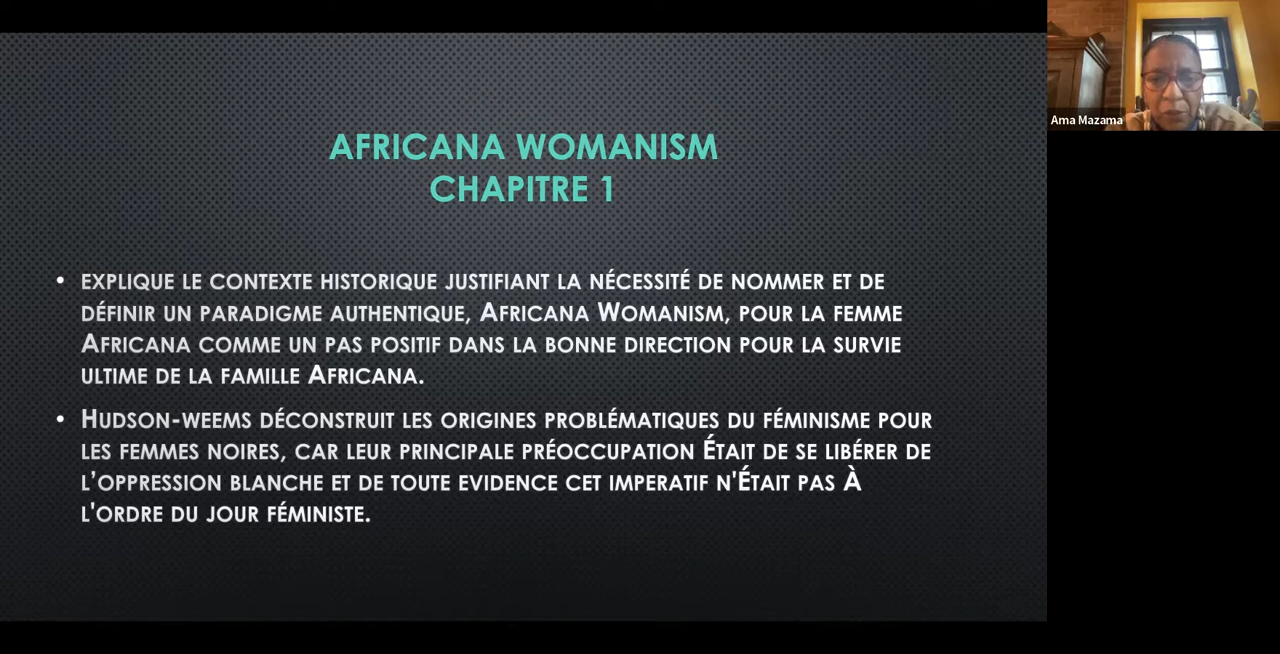 AFRICANA WOMANISM
CHAPITRE 1
• EXPLIQUE LE CONTEXTE HISTORIQUE JUSTIFIANT LA NÉCESSITÉ DE NOMMER ET DE
DÉFINIR UN PARADIGME AUTHENTIQUE, AFRICANA WOMANISM, POUR LA FEMME
AFRICANA COMME UN PAS POSITIF DANS LA BONNE DIRECTION POUR LA SURVIE
ULTIME DE LA FAMILLE AFRICANA.
• HUDSON-WEEMS DÉCONSTRUIT LES ORIGINES PROBLÉMATIQUES DU FÉMINISME POUR
LES FEMMES NOIRES, CAR LEUR PRINCIPALE PRÉOCCUPATION ÉTAIT DE SE LIBÉRER DE
L'OPPRESSION BLANCHE ET DE TOUTE EVIDENCE CET IMPERATIF N'ÉTAIT PAS À
L'ORDRE DU JOUR FÉMINISTE.
Ama Mazama